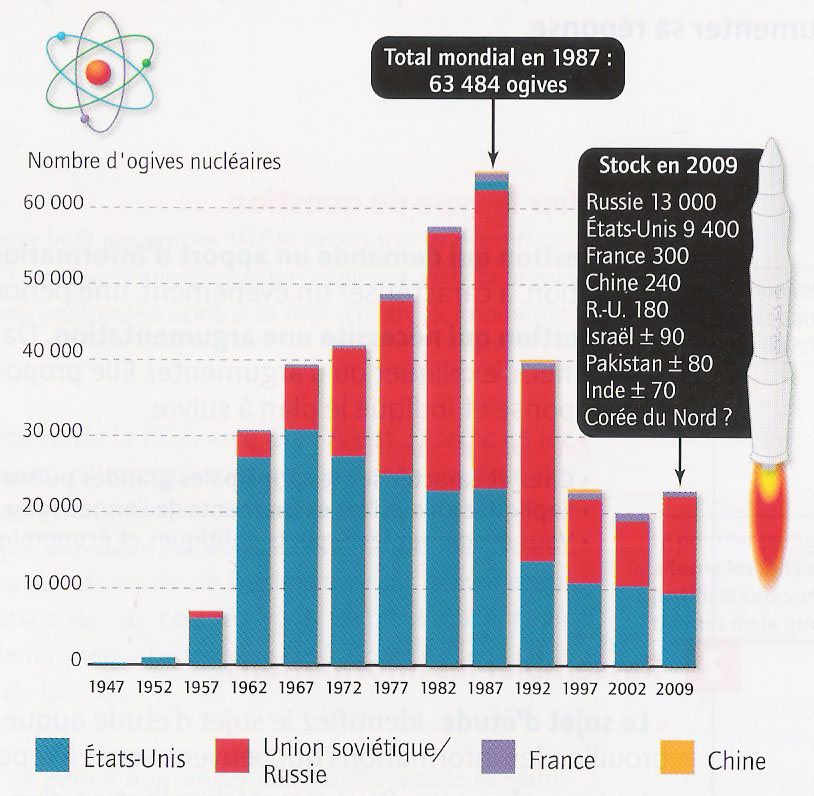 Total mondial en 1987 :
63 484 ogives
Nombre d'ogives nucléaires
Stock en 2009
Russie 13 000
États-Unis 9 400
France 300
Chine 240
R.-U. 180
Israël ± 90
Pakistan ± 80
Inde ± 70
Corée du Nord ?
60 000
50 000
40 000
30 000
20 000
10 000
0
1947 1952 1957 1962 1967 1972 1977 1982 1987 1992 1997 2002 2009
États-Unis
Union soviétique/
Russie
France
Chine